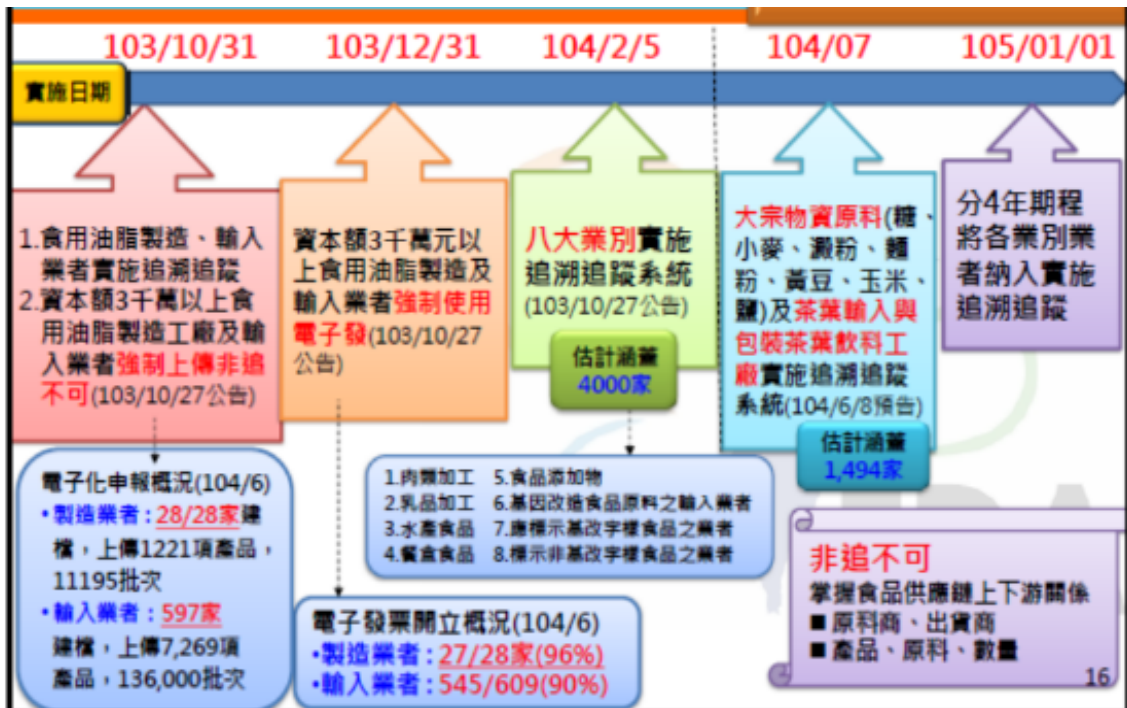 103/10/31
103/12/31
104/2/5
104/07
105/01/01
實施日期
1.食用油脂製造、輸入
業者實施追溯追蹤
2.資本額3千萬以上食
用油脂製造工廠及輸
入業者強制上傳非追
不可(103/10/27公告)
資本額3千萬元以
上食用油脂製造及
輸入業者強制使用
電子發(103/10/27
公告)
八大業別實施
追溯追蹤系統
(103/10/27公告)
估計涵蓋
4000家
大宗物資原料(糖、
小麥、澱粉、麵
粉、黃豆、玉米、
鹽)及茶葉輸入與
包裝茶葉飲料工
廠實施追溯追蹤
系統(104/6/8預告)
估計涵蓋
1,494家
分4年期程
將各業別業
者納入實施
追溯追蹤
電子化申報概況(104/6)
•製造業者:28/28家建
檔，上傳1221項產品，
11195批次
•輸入業者:597家
建檔，上傳7,269項
產品，136,000批次
電子發票開立概況(104/6)
•製造業者:27/28家(96%)
•輸入業者:545/609(90%)
1.肉類加工 5.食品添加物
2.乳品加工 6.基因改造食品原料之輸入業者
3.水產食品 7.應標示基改字樣食品之業者
4.餐盒食品 8.標示非基改字樣食品之業者
非追不可
掌握食品供應鏈上下游關係
■原料商、出貨商
■產品、原料、數量
16